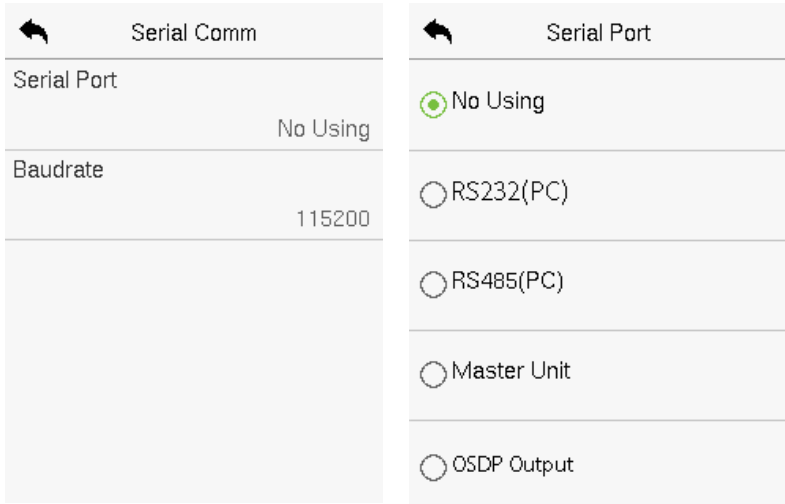 Serial Comm
Serial Port
No Using
Baudrate
115200
Serial Port
No Using
RS232(PC)
RS485(PC)
Master Unit
OSDP Output